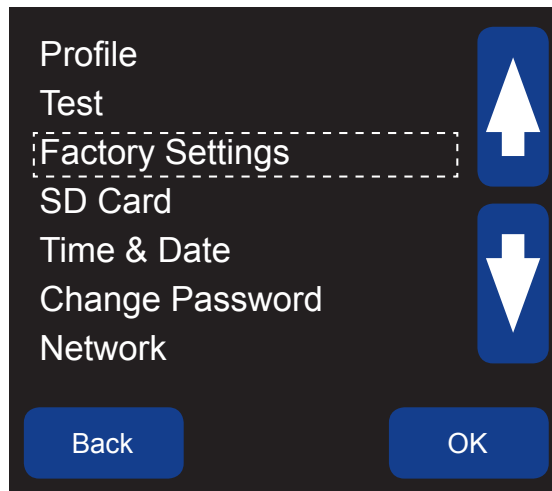 Profile
Test
Factory Settings
SD Card
Time & Date
Change Password
Network
Back
OK